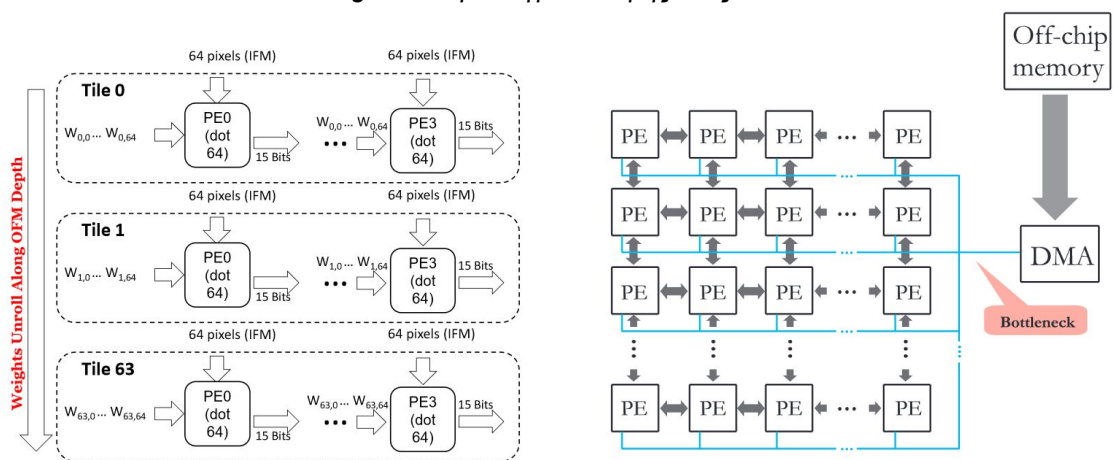 64 pixels (IFM)
64 pixels (IFM)
Tile 0
W0,0 ... W0,64
PE0
(dot
64)
15 Bits
W0,0 ... W0,64
...
PE3
(dot
64)
15 Bits
64 pixels (IFM)
64 pixels (IFM)
Tile 1
W1,0 ... W1,64
PE0
(dot
64)
15 Bits
W1,0 ... W1,64
...
PE3
(dot
64)
15 Bits
64 pixels (IFM)
64 pixels (IFM)
Tile 63
W63,0 ... W63,64
PE0
(dot
64)
15 Bits
W63,0 ... W63,64
...
PE3
(dot
64)
15 Bits
Weights Unroll Along OFM Depth
Off-chip
memory
DMA
Bottleneck
PE PE PE ... PE
PE PE PE ... PE
PE PE PE ... PE
PE PE PE ... PE